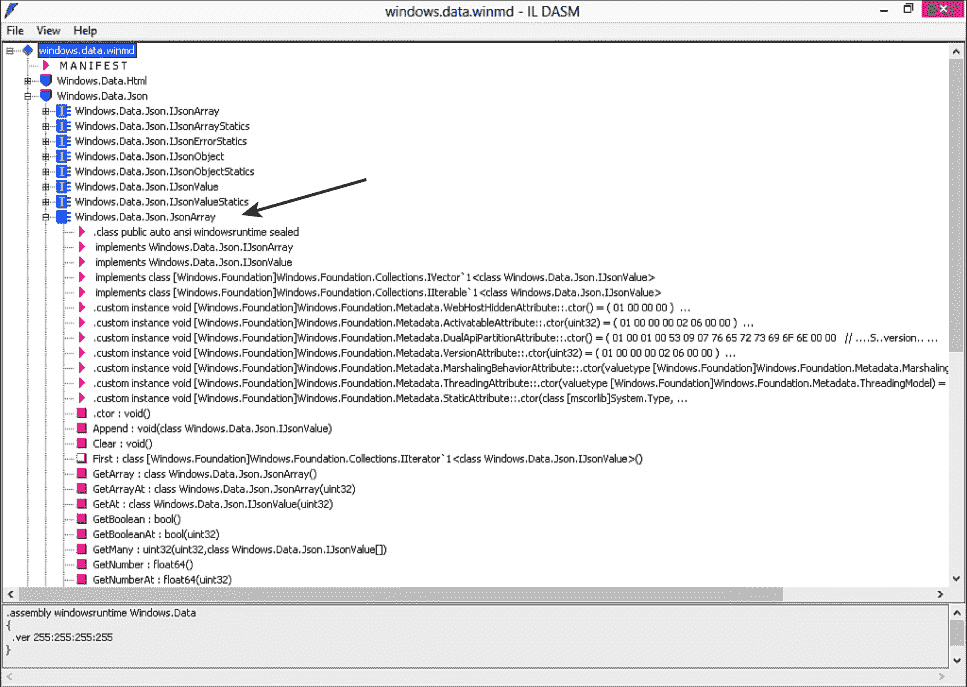 windows.data.winmd - IL DASM
File View Help
windows.data.winmd
M A N I F E S T
Windows.Data.Html
Windows.Data.Json
Windows.Data.Json.IJsonArray
Windows.Data.Json.IJsonArrayStatics
Windows.Data.Json.IJsonErrorStatics
Windows.Data.Json.IJsonObject
Windows.Data.Json.IJsonObjectStatics
Windows.Data.Json.IJsonValue
Windows.Data.Json.IJsonValueStatics
Windows.Data.Json.JsonArray
.class public auto ansi windowsruntime sealed
implements Windows.Data.Json.IJsonArray
implements Windows.Data.Json.IJsonValue
implements class [Windows.Foundation]Windows.Foundation.Collections.IVector`1<class Windows.Data.Json.IJsonValue>
implements class [Windows.Foundation]Windows.Foundation.Collections.IIterable`1<class Windows.Data.Json.IJsonValue>
.custom instance void [Windows.Foundation]Windows.Foundation.Metadata.WebHostHiddenAttribute::.ctor() = ( 01 00 00 00 ) ...
.custom instance void [Windows.Foundation]Windows.Foundation.Metadata.ActivatableAttribute::.ctor(uint32) = ( 01 00 00 00 02 06 00 00 ) ...
.custom instance void [Windows.Foundation]Windows.Foundation.Metadata.DualApiPartitionAttribute::.ctor() = ( 01 00 01 00 53 09 07 76 65 72 73 69 6F 6E 00 00 // ....S..version.. ...
.custom instance void [Windows.Foundation]Windows.Foundation.Metadata.VersionAttribute::.ctor(uint32) = ( 01 00 00 00 02 06 00 00 ) ...
.custom instance void [Windows.Foundation]Windows.Foundation.Metadata.MarshalingBehaviorAttribute::.ctor(valuetype [Windows.Foundation]Windows.Foundation.Metadata.Marshaling
.custom instance void [Windows.Foundation]Windows.Foundation.Metadata.ThreadingAttribute::.ctor(valuetype [Windows.Foundation]Windows.Foundation.Metadata.ThreadingModel) =
.custom instance void [Windows.Foundation]Windows.Foundation.Metadata.StaticAttribute::.ctor(class [mscorlib]System.Type, ...
.ctor : void()
Append : void(class Windows.Data.Json.IJsonValue)
Clear : void()
First : class [Windows.Foundation]Windows.Foundation.Collections.IIterator`1<class Windows.Data.Json.IJsonValue>()
GetArray : class Windows.Data.Json.JsonArray()
GetArrayAt : class Windows.Data.Json.JsonArray(uint32)
GetAt : class Windows.Data.Json.IJsonValue(uint32)
GetBoolean : bool()
GetBooleanAt : bool(uint32)
GetMany : uint32(uint32,class Windows.Data.Json.IJsonValue[])
GetNumber : float64()
GetNumberAt : float64(uint32)
.assembly windowsruntime Windows.Data
{
.ver 255:255:255:255
}